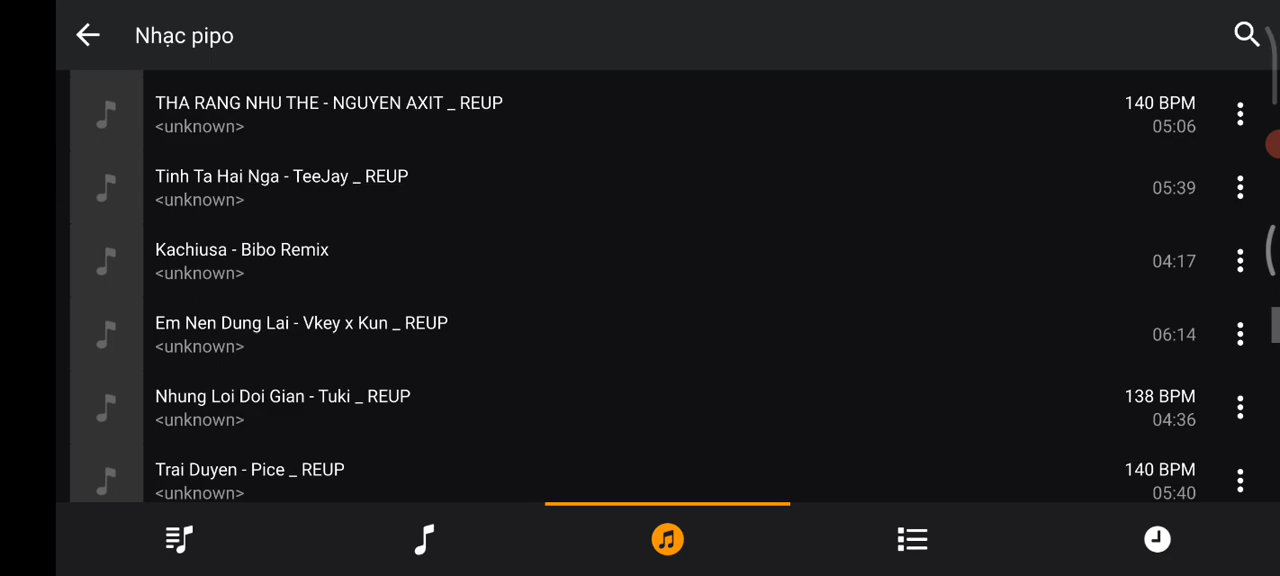 Nhạc pipo
THA RANG NHU THE - NGUYEN AXIT _ REUP
140 BPM
<unknown>
05:06
Tinh Ta Hai Nga - TeeJay _ REUP
<unknown>
05:39
Kachiusa - Bibo Remix
<unknown>
04:17
Em Nen Dung Lai - Vkey x Kun _ REUP
<unknown>
06:14
Nhung Loi Doi Gian - Tuki _ REUP
138 BPM
<unknown>
04:36
Trai Duyen - Pice _ REUP
140 BPM
<unknown>
05:40